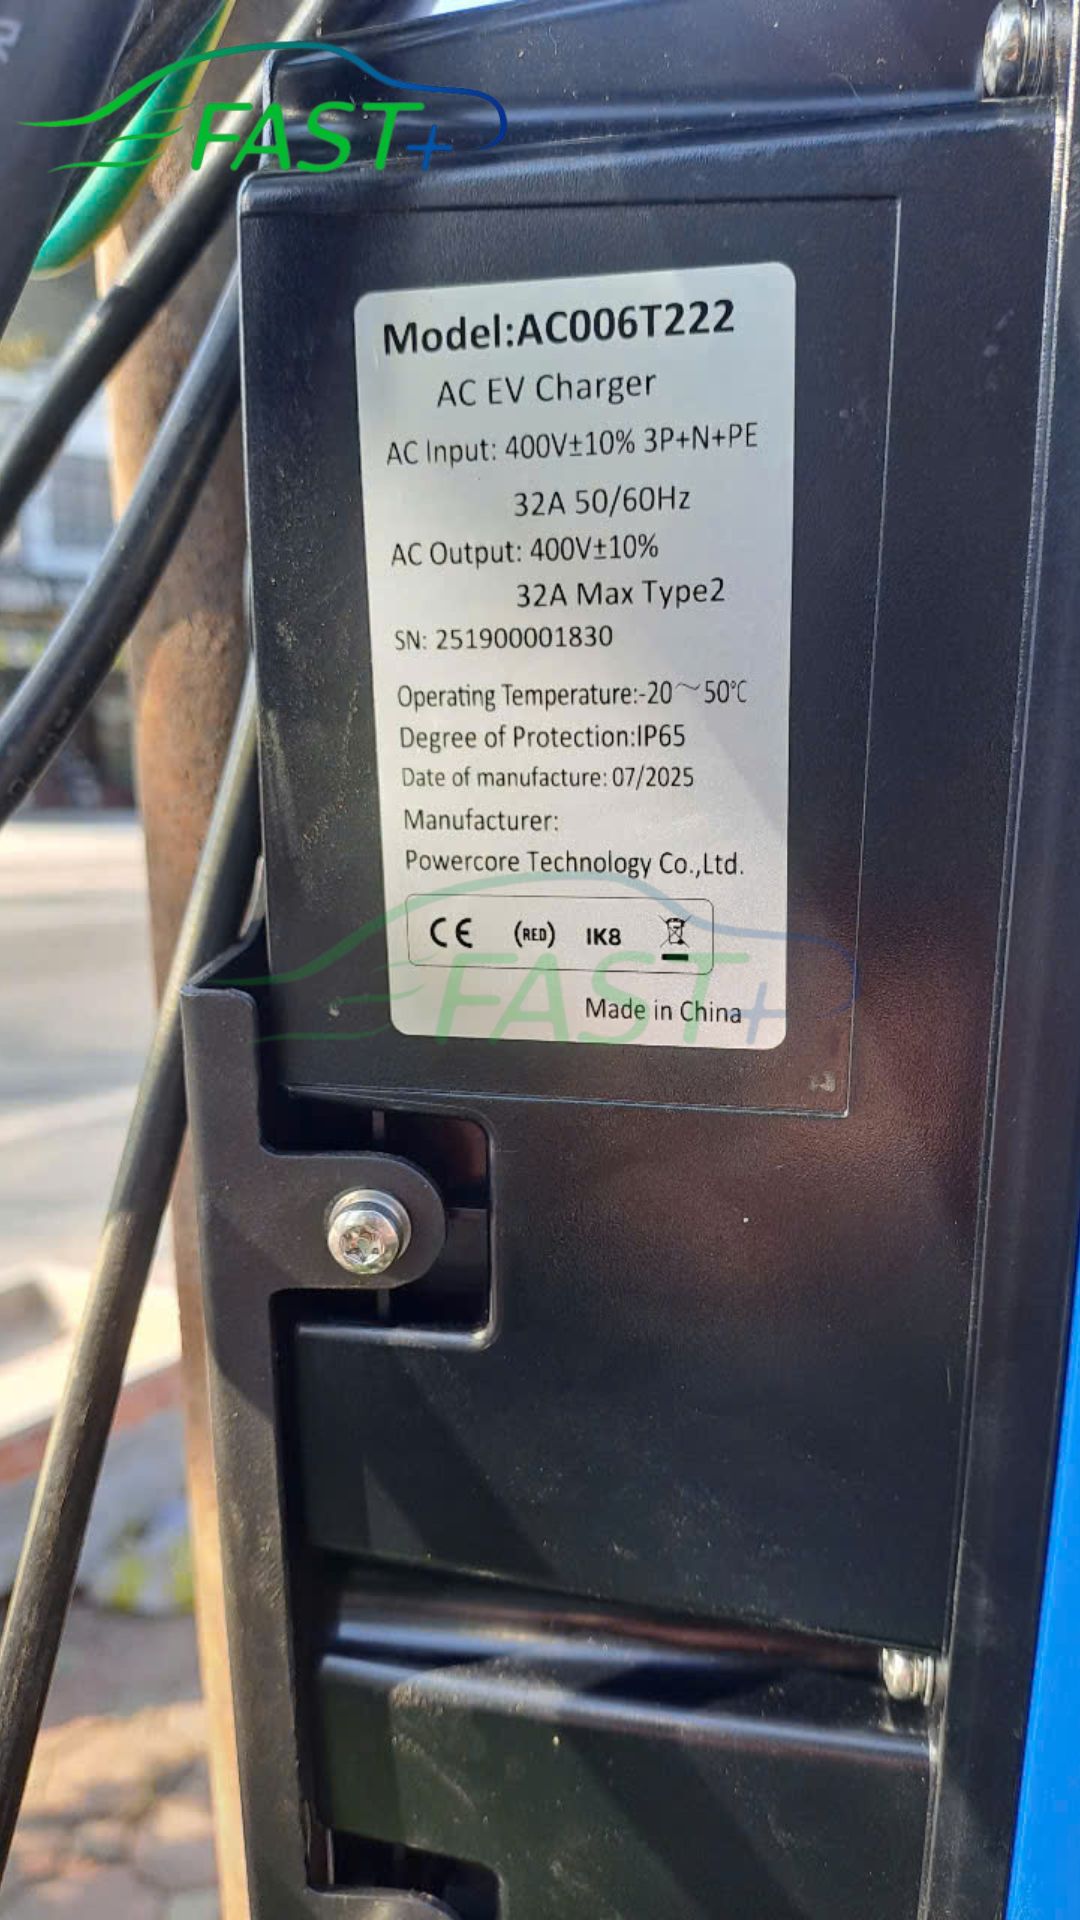 FAST+
Model:AC006T222
AC EV Charger
AC Input: 400V±10% 3P+N+PE
32A 50/60Hz
AC Output: 400V±10%
32A Max Type2
SN: 251900001830
Operating Temperature:-20～50℃
Degree of Protection:IP65
Date of manufacture: 07/2025
Manufacturer:
Powercore Technology Co.,Ltd.
CE (RED) IK8
FAST+
Made in China